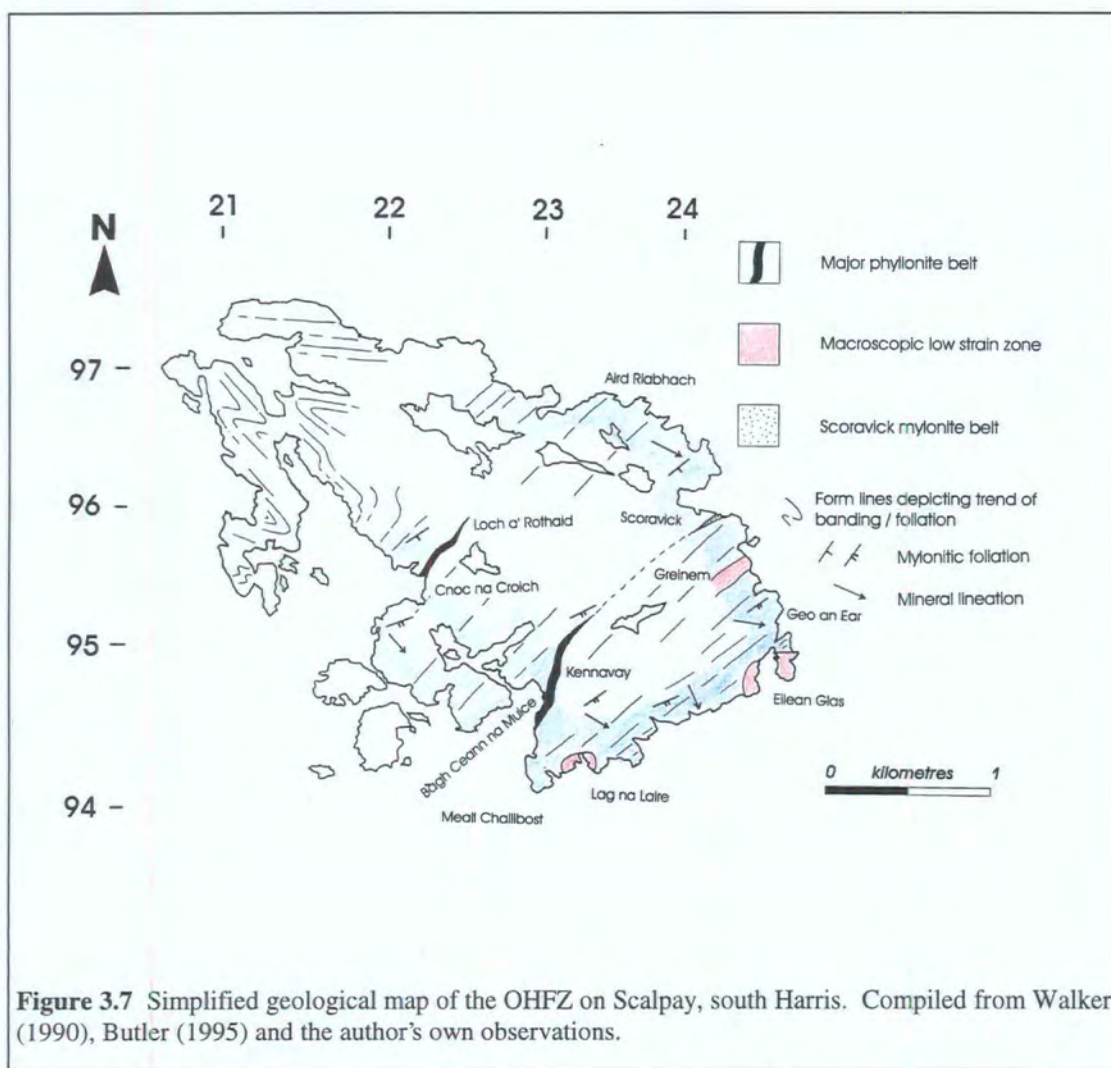 21 22 23 24
N
97 –
96 –
95 –
94 –
Major phyllonite belt
Macroscopic low strain zone
Scoravick mylonite belt
Form lines depicting trend of
banding / foliation
Mylonitic foliation
Mineral lineation
Aird Riabhach
Loch a' Rothaid
Scoravick
Greinem
Cnoc na Croich
Geo an Ear
Kennavay
Eilean Glas
Bagh Ceann na Muice
Lag na Laire
Meall Challibost
0 kilometres 1
Figure 3.7 Simplified geological map of the OHFZ on Scalpay, south Harris. Compiled from Walker
(1990), Butler (1995) and the author's own observations.